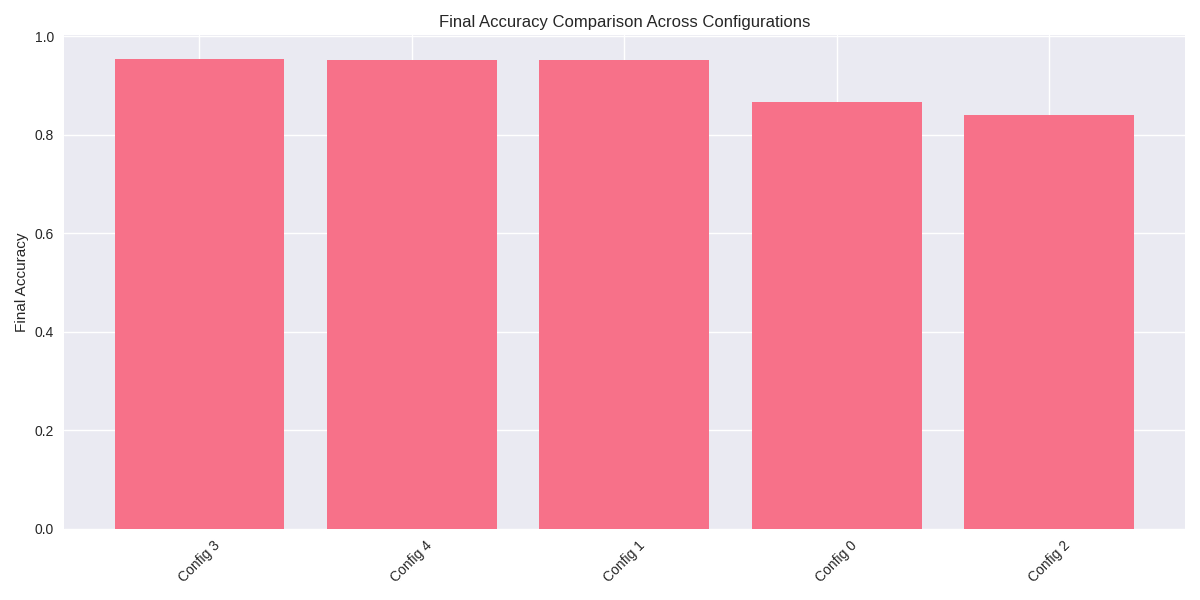 Final Accuracy Comparison Across Configurations
Final Accuracy
1.0
0.8
0.6
0.4
0.2
0.0
Config 3
Config 4
Config 1
Config 0
Config 2